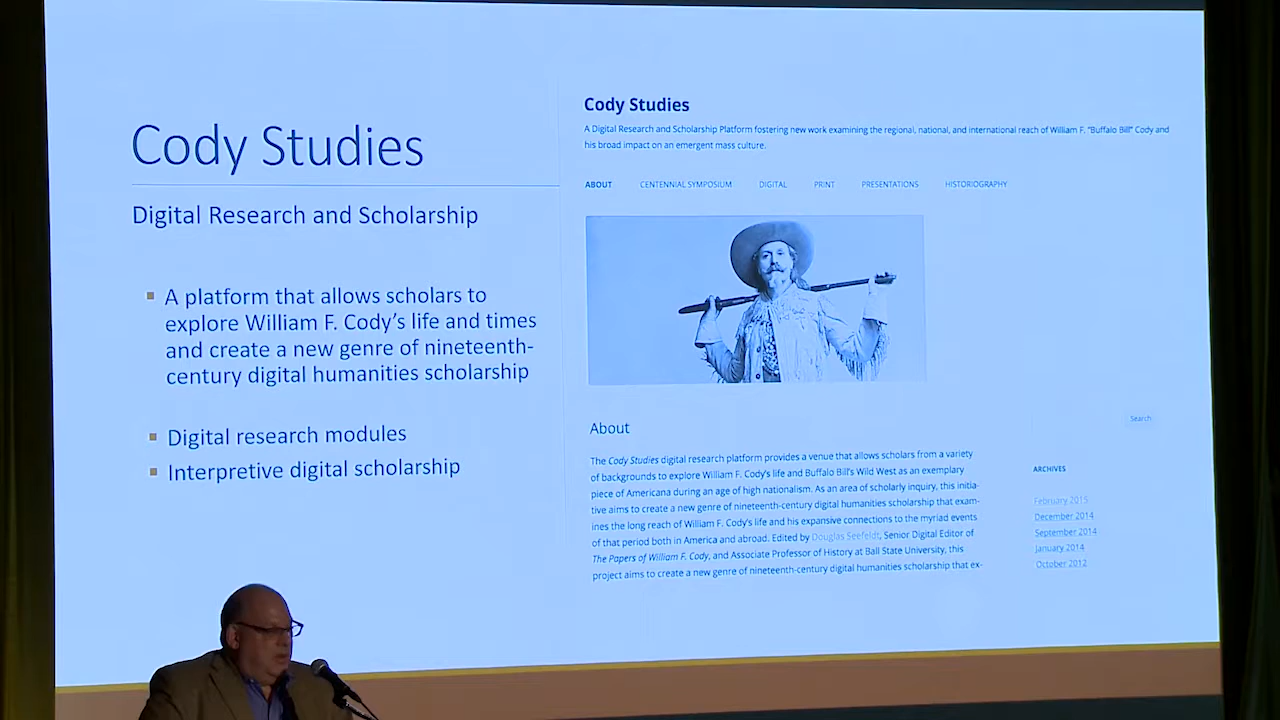 Cody Studies
Digital Research and Scholarship
A platform that allows scholars to
explore William F. Cody's life and times
and create a new genre of nineteenth-
century digital humanities scholarship
Digital research modules
Interpretive digital scholarship
Cody Studies
A Digital Research and Scholarship Platform fostering new work examining the regional, national, and international reach of William F. "Buffalo Bill" Cody and
his broad impact on an emergent mass culture.
ABOUT CENTENNIAL SYMPOSIUM DIGITAL PRINT PRESENTATIONS HISTORIOGRAPHY
About
The Cody Studies digital research platform provides a venue that allows scholars from a variety
of backgrounds to explore William F. Cody's life and Buffalo Bill's Wild West as an exemplary
piece of Americana during an age of high nationalism. As an area of scholarly inquiry, this initia-
tive aims to create a new genre of nineteenth-century digital humanities scholarship that exam-
ines the long reach of William F. Cody's life and his expansive connections to the myriad events
of that period both in America and abroad. Edited by Douglas Seefeldt, Senior Digital Editor of
The Papers of William F. Cody, and Associate Professor of History at Ball State University, this
project aims to create a new genre of nineteenth-century digital humanities scholarship that ex-
Search
ARCHIVES
February 2015
December 2014
September 2014
January 2014
October 2012